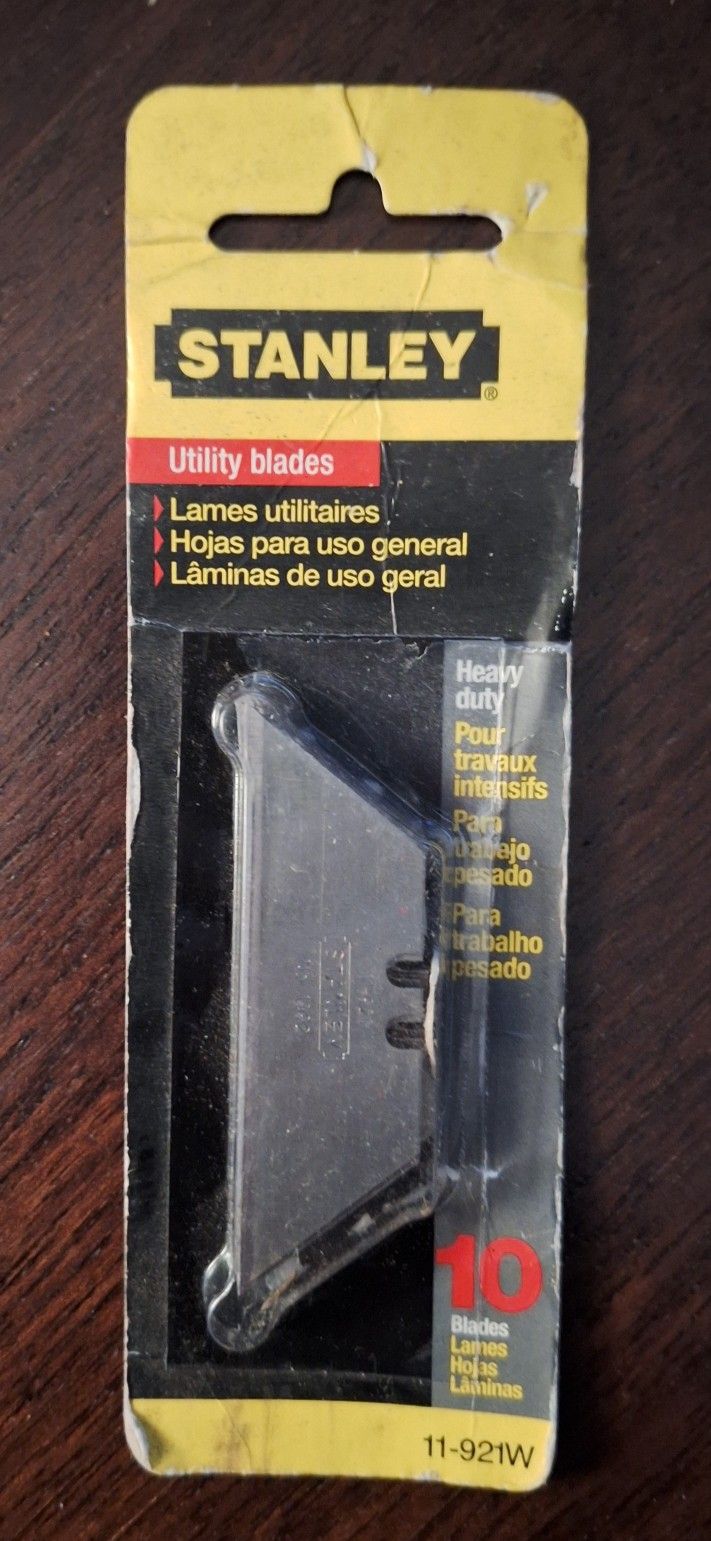 STANLEY
®
Utility blades
Lames utilitaires
Hojas para uso general
Lâminas de uso geral
Heavy
duty
Pour
travaux
intensifs
Para
trabajo
pesado
Para
trabalho
pesado
STANLEY
10
Blades
Lames
Hojas
Lâminas
11-921W